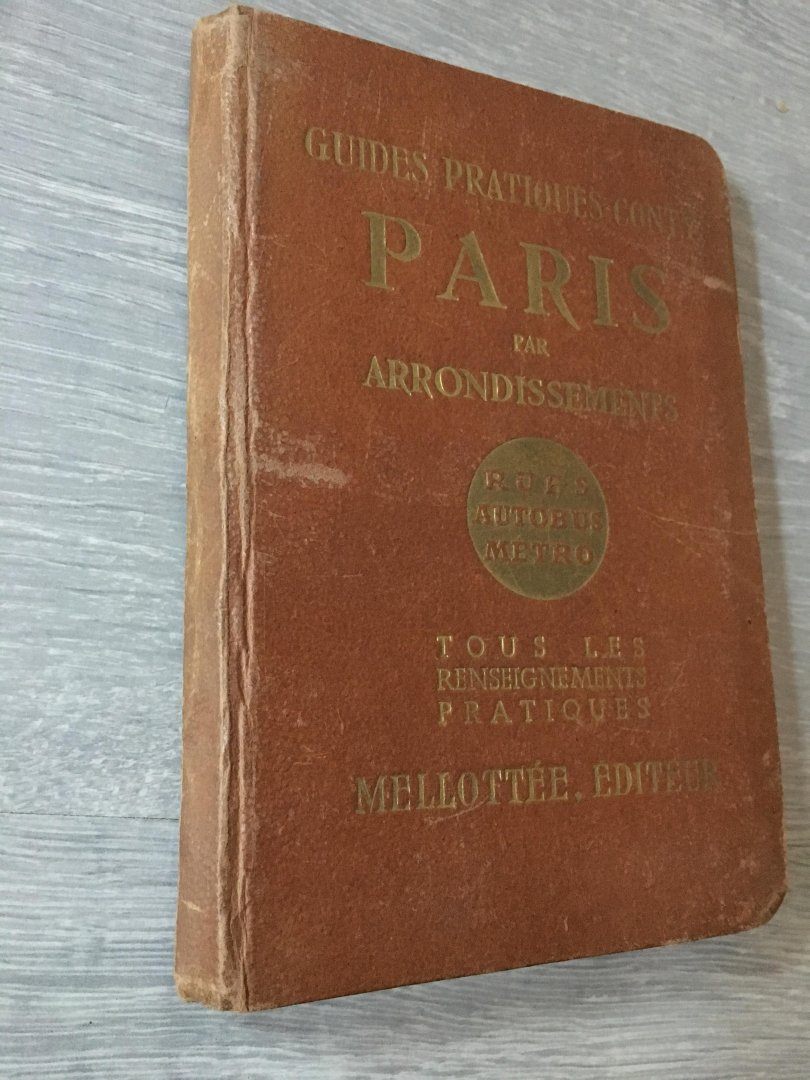 GUIDES PRATIQUES-CONTY
PARIS
PAR
ARRONDISSEMENTS
RUES
AUTOBUS
METRO
TOUS LES
RENSEIGNEMENTS
PRATIQUES
MELLOTTÉE, ÉDITEUR